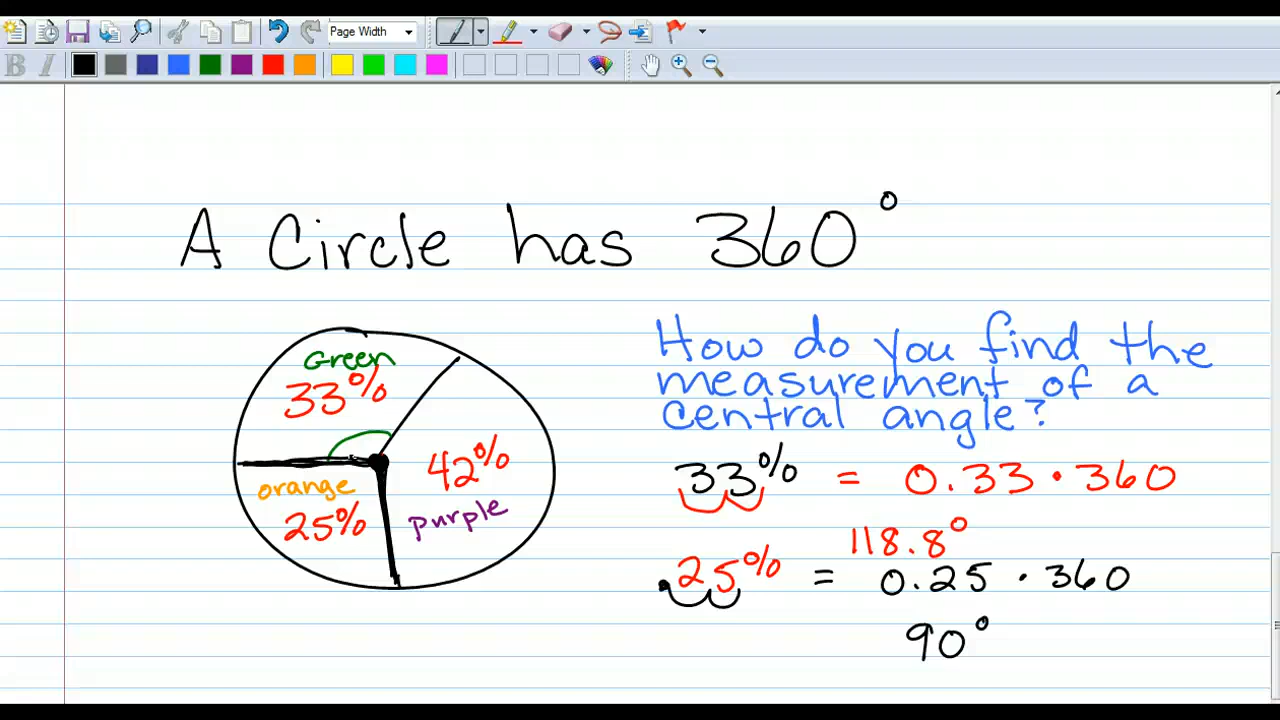 Page Width
B I
A Circle has 360°
Green
33%
42%
orange
25%
purple
How do you find the
measurement of a
central angle?
33% = 0.33 · 360
118.8°
.25% = 0.25 · 360
90°